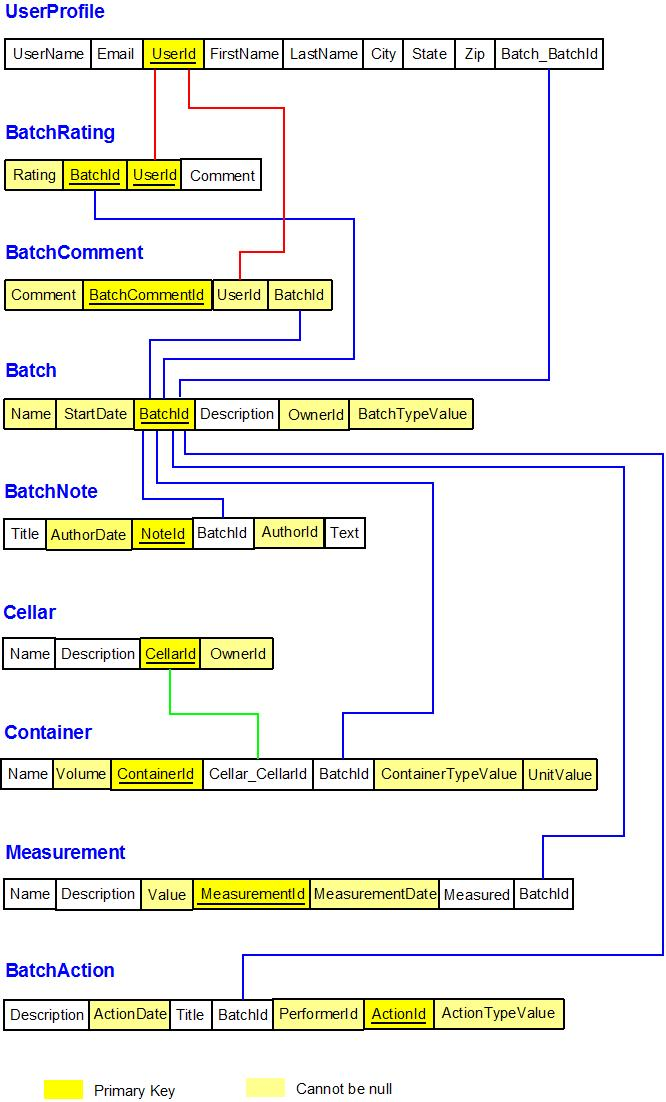 UserProfile
UserName Email UserId FirstName LastName City State Zip Batch_BatchId
BatchRating
Rating BatchId UserId Comment
BatchComment
Comment BatchCommentId UserId BatchId
Batch
Name StartDate BatchId Description OwnerId BatchTypeValue
BatchNote
Title AuthorDate NoteId BatchId AuthorId Text
Cellar
Name Description CellarId OwnerId
Container
Name Volume ContainerId Cellar_CellarId BatchId ContainerTypeValue UnitValue
Measurement
Name Description Value MeasurementId MeasurementDate Measured BatchId
BatchAction
Description ActionDate Title BatchId PerformerId ActionId ActionTypeValue
Primary Key Cannot be null